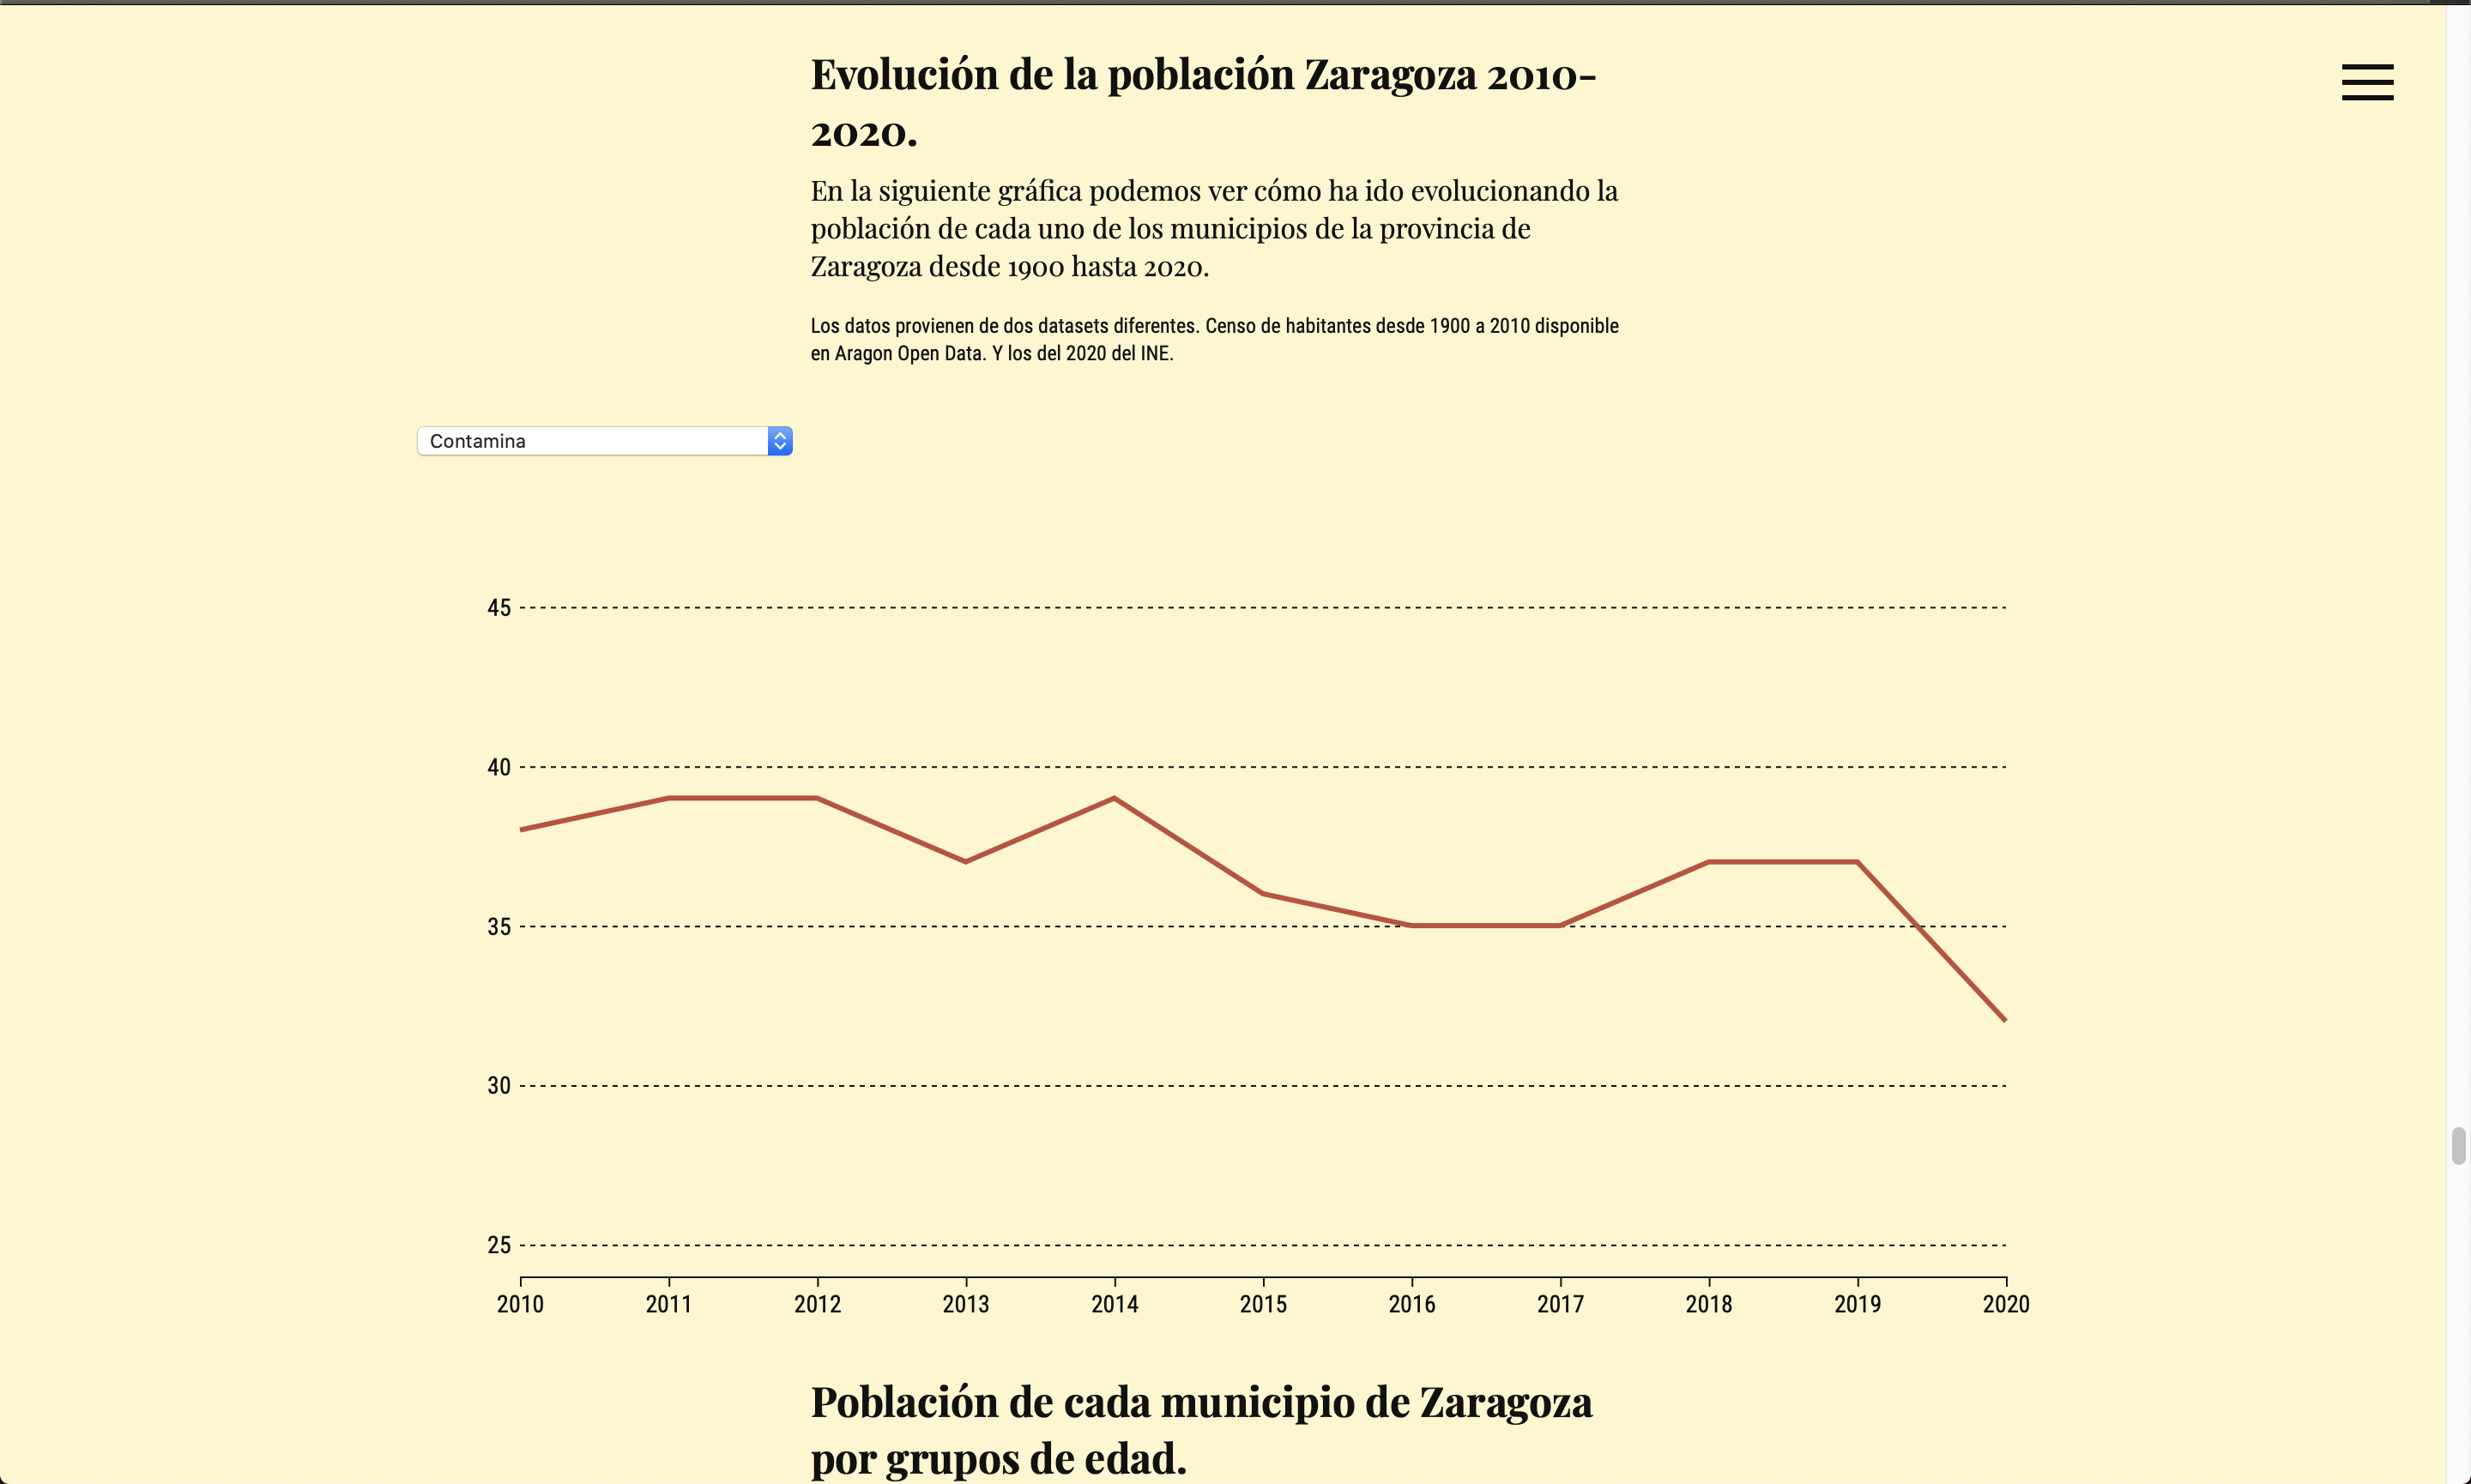 Evolución de la población Zaragoza 2010-
2020.
En la siguiente gráfica podemos ver cómo ha ido evolucionando la
población de cada uno de los municipios de la provincia de
Zaragoza desde 1900 hasta 2020.
Los datos provienen de dos datasets diferentes. Censo de habitantes desde 1900 a 2010 disponible
en Aragon Open Data. Y los del 2020 del INE.
Contamina
45
40
35
30
25
2010 2011 2012 2013 2014 2015 2016 2017 2018 2019 2020
Población de cada municipio de Zaragoza
por grupos de edad.